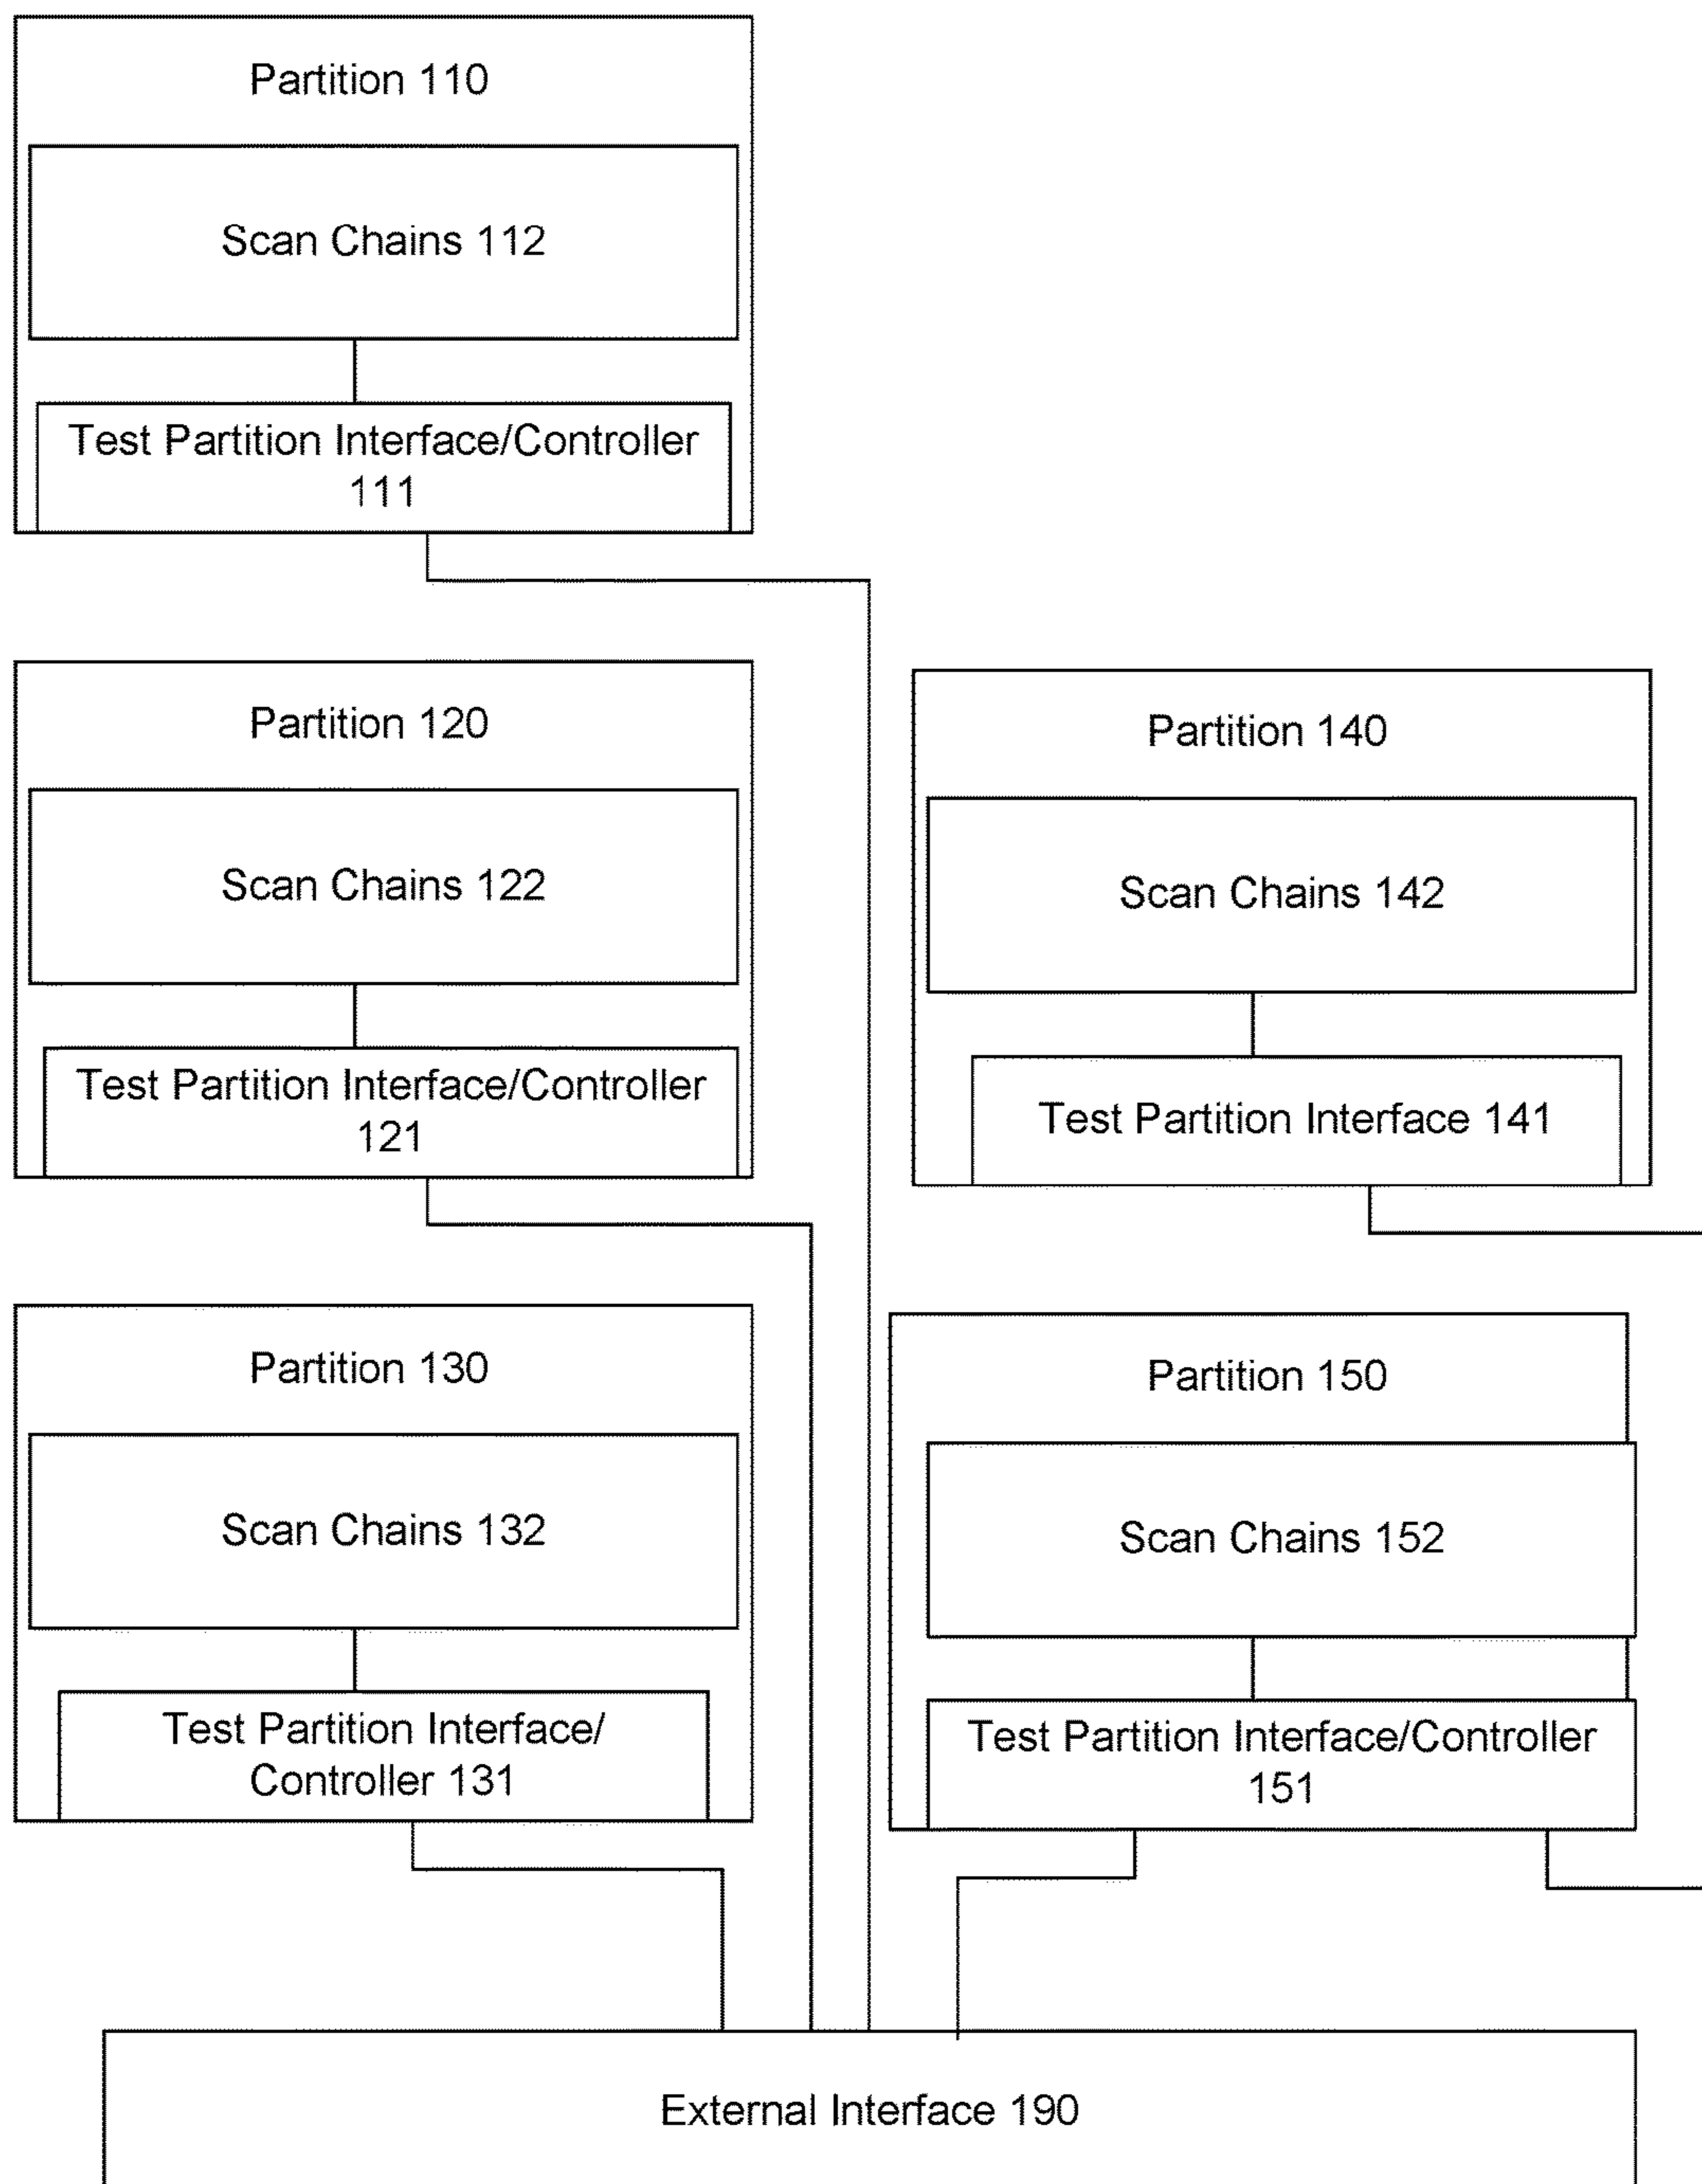 Partition 110
Scan Chains 112
Test Partition Interface/Controller
111
Partition 120
Scan Chains 122
Test Partition Interface/Controller
121
Partition 130
Scan Chains 132
Test Partition Interface/
Controller 131
Partition 140
Scan Chains 142
Test Partition Interface 141
Partition 150
Scan Chains 152
Test Partition Interface/Controller
151
External Interface 190